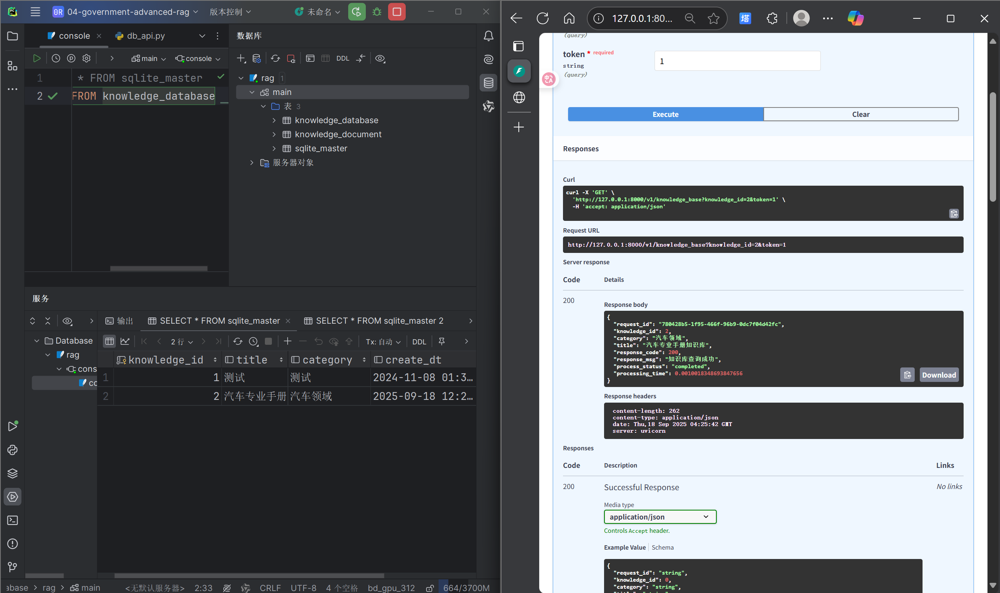 PC
0R 04-government-advanced-rag
版本控制
未命名
console
db_api.py
main
console
1 * FROM sqlite_master
2 FROM knowledge_database
数据库
DDL
rag 1
main
表 3
knowledge_database
knowledge_document
sqlite_master
服务器对象
服务
输出
SELECT * FROM sqlite_master
SELECT * FROM sqlite_master 2
Database
rag
cons
co
2 行
Tx: 自动
DDL
knowledge_id title category create_dt
1 1 测试 测试 2024-11-08 01:3…
2 2 汽车专业手册 汽车领域 2025-09-18 12:2…
abase > rag > main
<无默认服务器>
2:33
CRLF
UTF-8
4 个空格
bd_gpu_312
664/3700M
127.0.0.1:80...
塔
(query)
token * required
string
(query)
1
Execute
Clear
Responses
Curl
curl -X 'GET' \
'http://127.0.0.1:8000/v1/knowledge_base?knowledge_id=2&token=1' \
-H 'accept: application/json'
Request URL
http://127.0.0.1:8000/v1/knowledge_base?knowledge_id=2&token=1
Server response
Code Details
200
Response body
{
"request_id": "780428b5-1f95-466f-96b9-0dc7f04d42fc",
"knowledge_id": 2,
"category": "汽车领域",
"title": "汽车专业手册知识库",
"response_code": 200,
"response_msg": "知识库查询成功",
"process_status": "completed",
"processing_time": 0.0010018348693847656
}
Download
Response headers
content-length: 262
content-type: application/json
date: Thu,18 Sep 2025 04:25:42 GMT
server: uvicorn
Responses
Code Description Links
200 Successful Response No links
Media type
application/json
Controls Accept header.
Example Value Schema
{
"request_id": "string",
"knowledge_id": 0,
"category": "string",